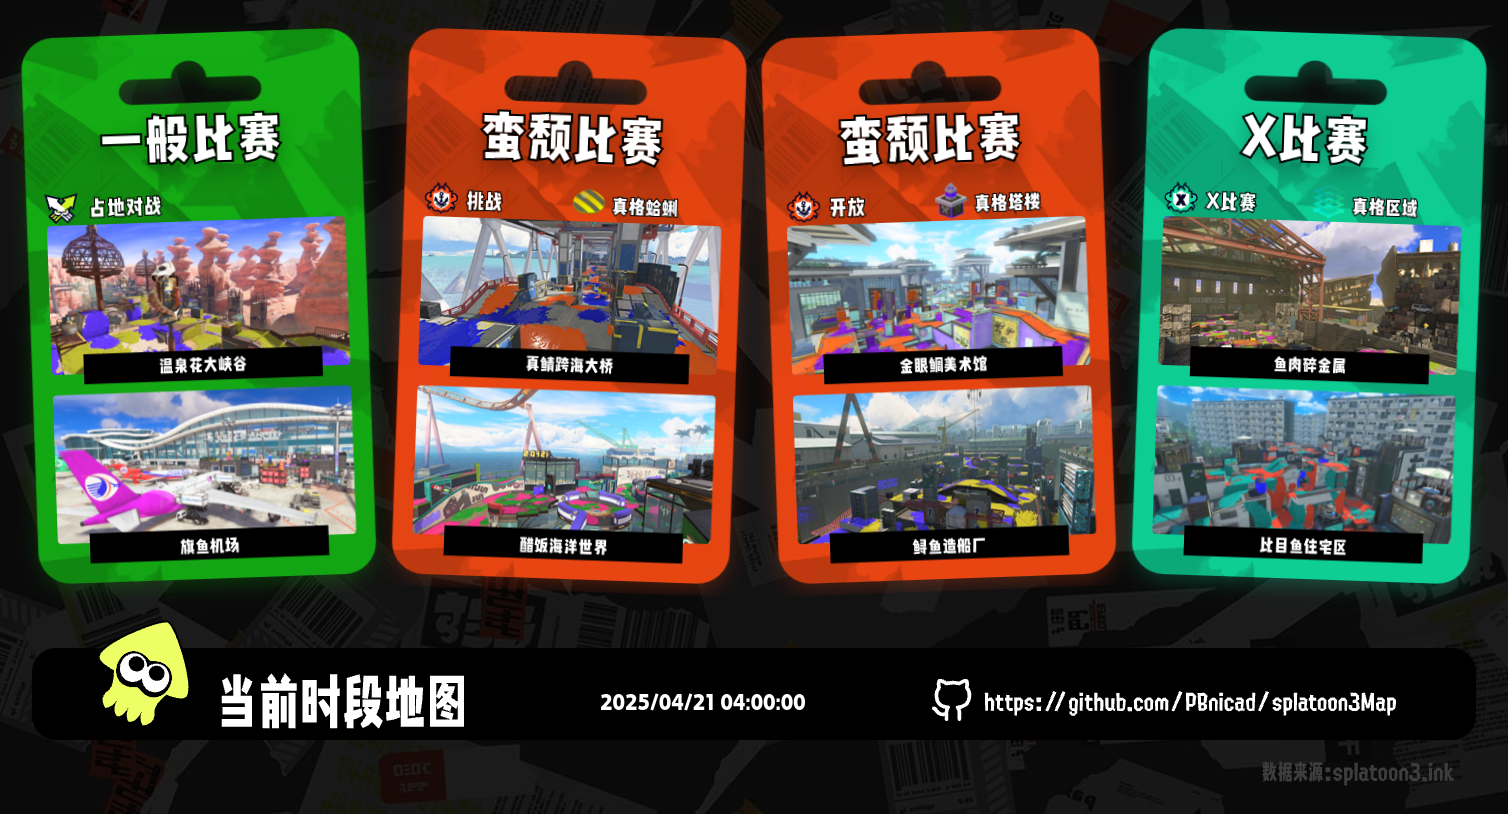 一般比赛
占地对战
温泉花大峡谷
旗鱼机场
蛮颓比赛
挑战
真格蛤蜊
真鲭跨海大桥
醋饭海洋世界
蛮颓比赛
开放
真格塔楼
金眼鲷美术馆
鲟鱼造船厂
X比赛
X比赛
真格区域
鱼肉碎金属
比目鱼住宅区
当前时段地图
2025/04/21 04:00:00
https://github.com/PBnicad/splatoon3Map
数据来源:splatoon3.ink